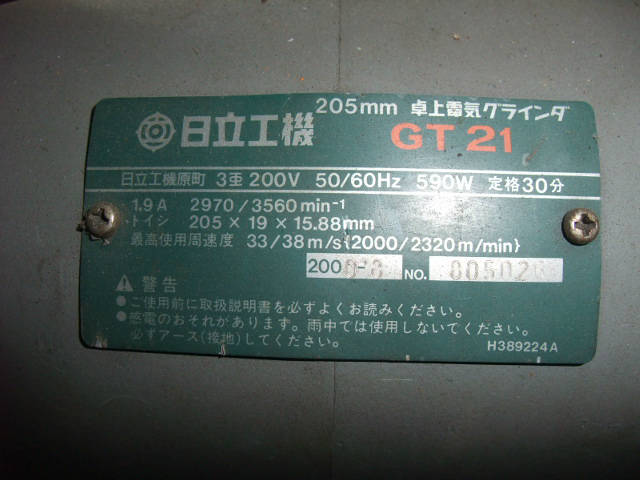 205mm 卓上電気グラインダ
日立工機 GT 21
日立工機原町 3亜 200V 50/60Hz 590W 定格30分
1.9A 2970/3560min⁻¹
トイシ 205×19×15.88mm
最高使用周速度 33/38m/s{2000/2320m/min}
200 NO.
⚠ 警告
●ご使用前に取扱説明書を必ずよくお読みください。
●感電のおそれがあります。雨中では使用しないでください。
必ずアース(接地)してください。
H389224A